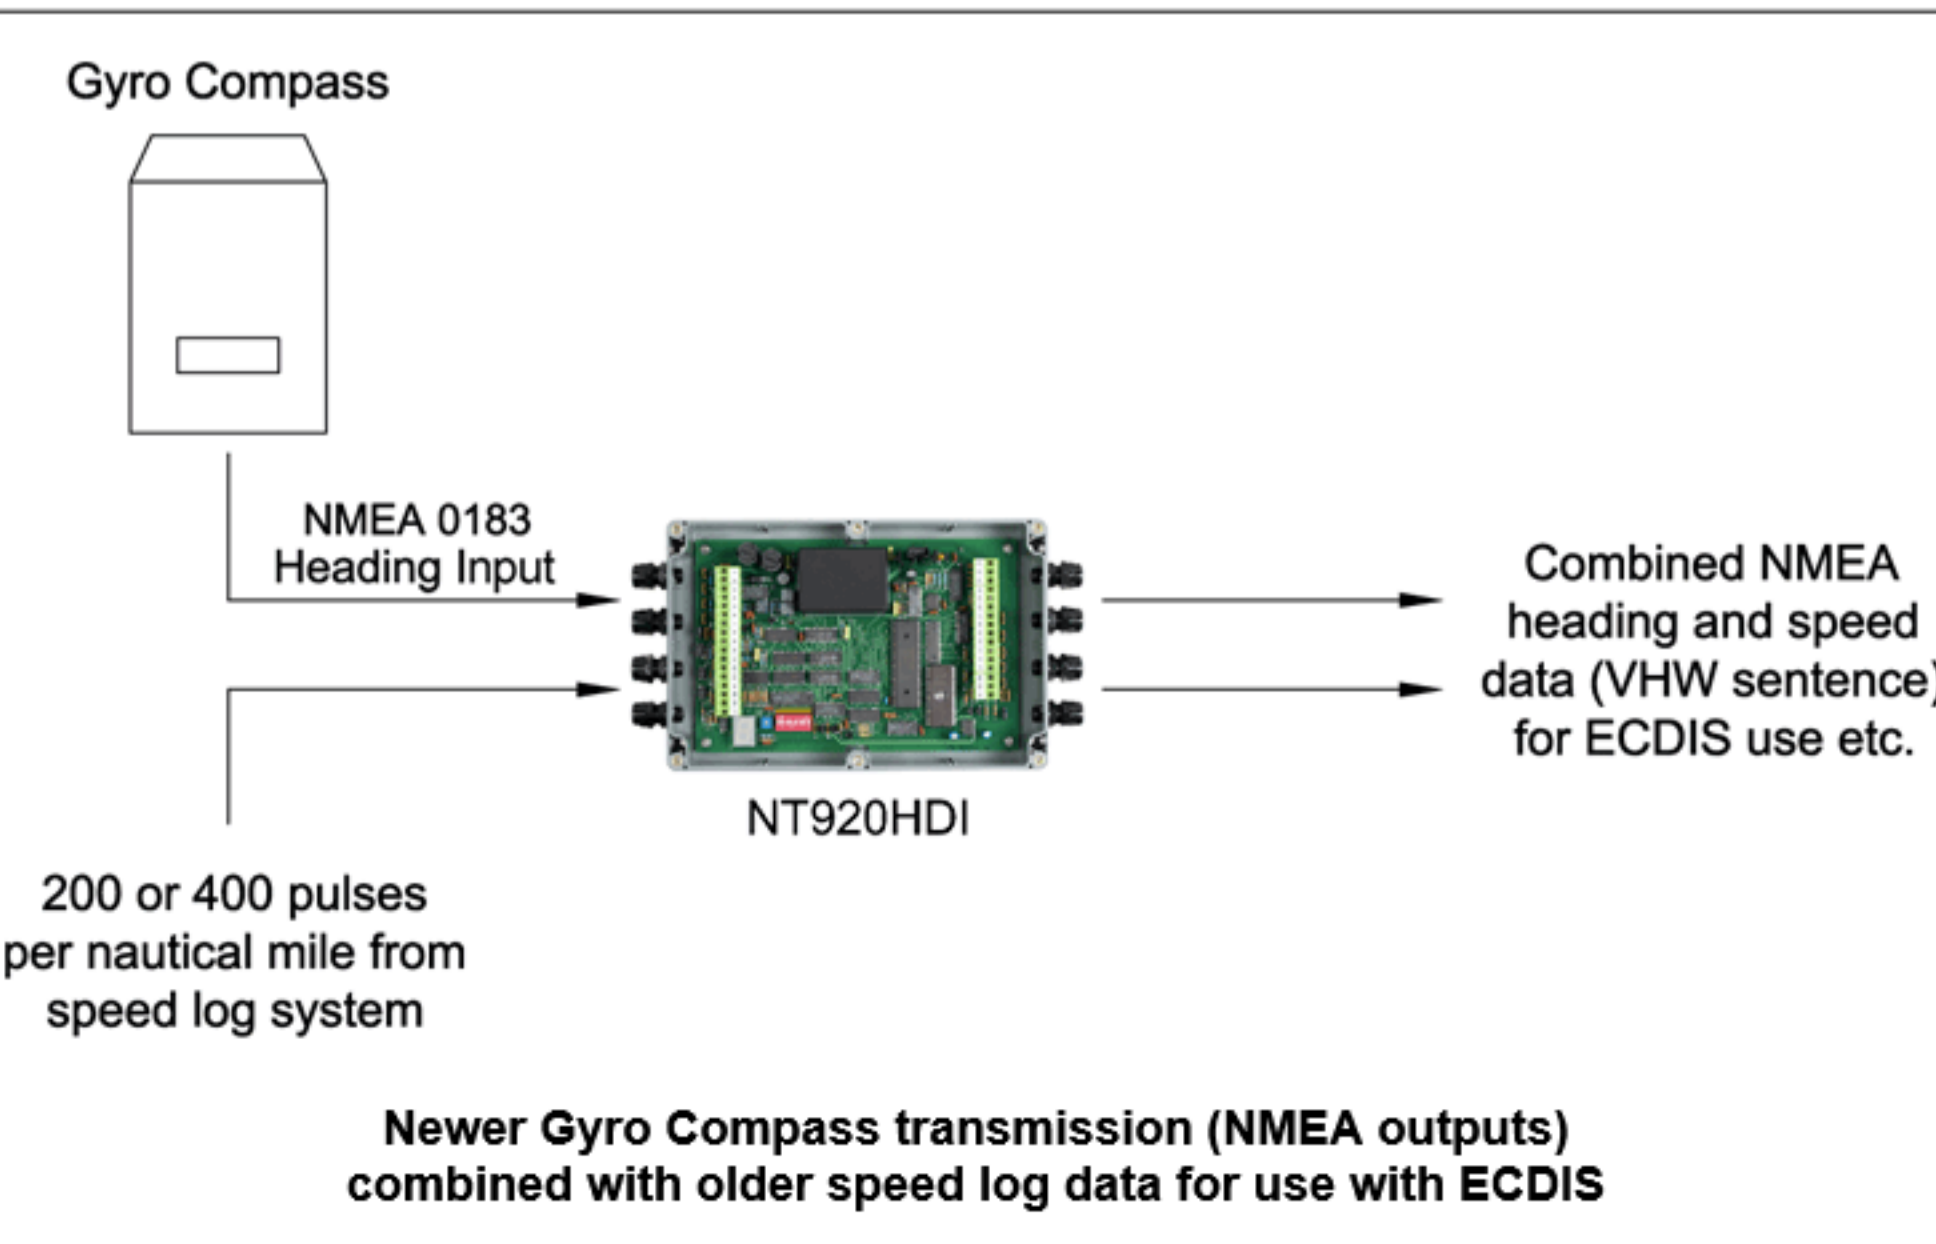 Gyro Compass
NMEA 0183
Heading Input
Combined NMEA
heading and speed
data (VHW sentence)
for ECDIS use etc.
NT920HDI
200 or 400 pulses
per nautical mile from
speed log system
Newer Gyro Compass transmission (NMEA outputs)
combined with older speed log data for use with ECDIS